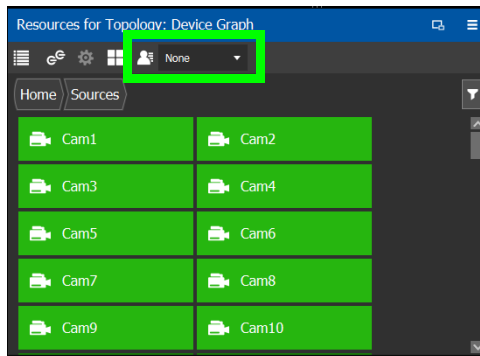 Resources for Topology: Device Graph
None
Home Sources
Cam1 Cam2
Cam3 Cam4
Cam5 Cam6
Cam7 Cam8
Cam9 Cam10